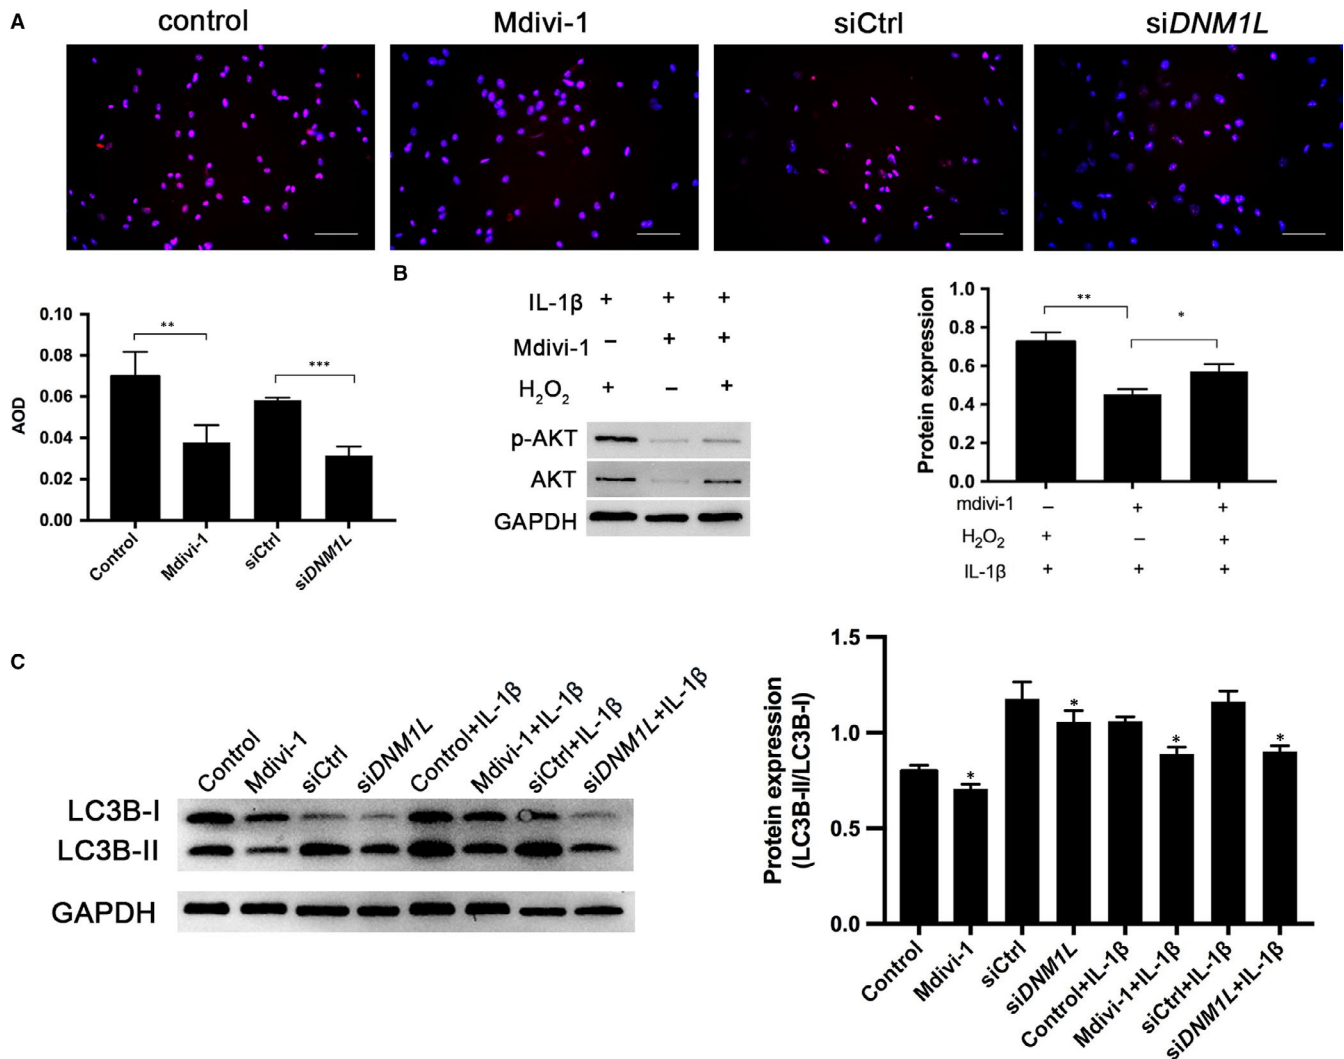 A
control
Mdivi-1
siCtrl
siDNM1L
AOD
0.10
0.08
0.06
0.04
0.02
0.00
**
***
Control
Mdivi-1
siCtrl
siDNM1L
B
IL-1β + + +
Mdivi-1 – + +
H₂O₂ + – +
p-AKT
AKT
GAPDH
Protein expression
1.0
0.8
0.6
0.4
0.2
0.0
**
*
mdivi-1 – + +
H₂O₂ + – +
IL-1β + + +
C
Control
Mdivi-1
siCtrl
siDNM1L
Control+IL-1β
Mdivi-1+IL-1β
siCtrl+IL-1β
siDNM1L+IL-1β
LC3B-I
LC3B-II
GAPDH
Protein expression
(LC3B-II/LC3B-I)
1.5
1.0
0.5
0.0
*
*
*
*
Control
Mdivi-1
siCtrl
siDNM1L
Control+IL-1β
Mdivi-1+IL-1β
siCtrl+IL-1β
siDNM1L+IL-1β